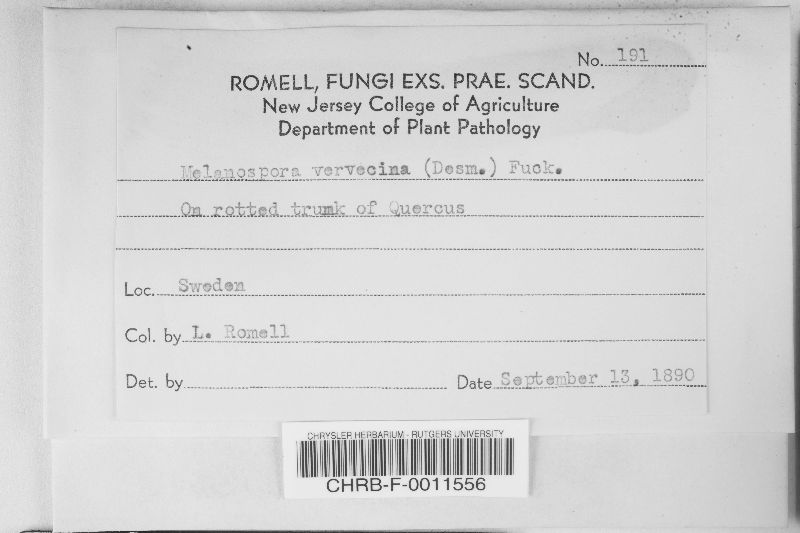 No. 191
ROMELL, FUNGI EXS. PRAE. SCAND.
New Jersey College of Agriculture
Department of Plant Pathology
Melanospora vervecina (Desm.) Fuck.
On rotted trunk of Quercus
Loc. Sweden
Col. by L. Romell
Det. by
Date September 13, 1890
CHRYSLER HERBARIUM - RUTGERS UNIVERSITY
CHRB-F-0011556